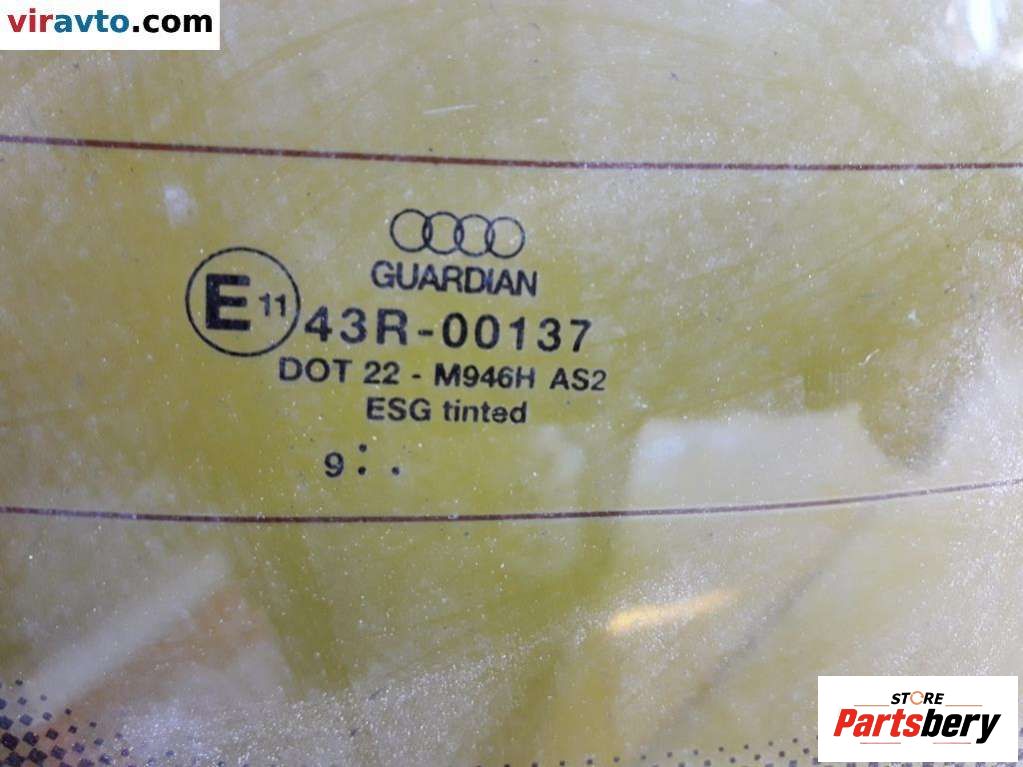 viravto.com
GUARDIAN
E 11 43R-00137
DOT 22 - M946H AS2
ESG tinted
9 : .
STORE
Partsbery